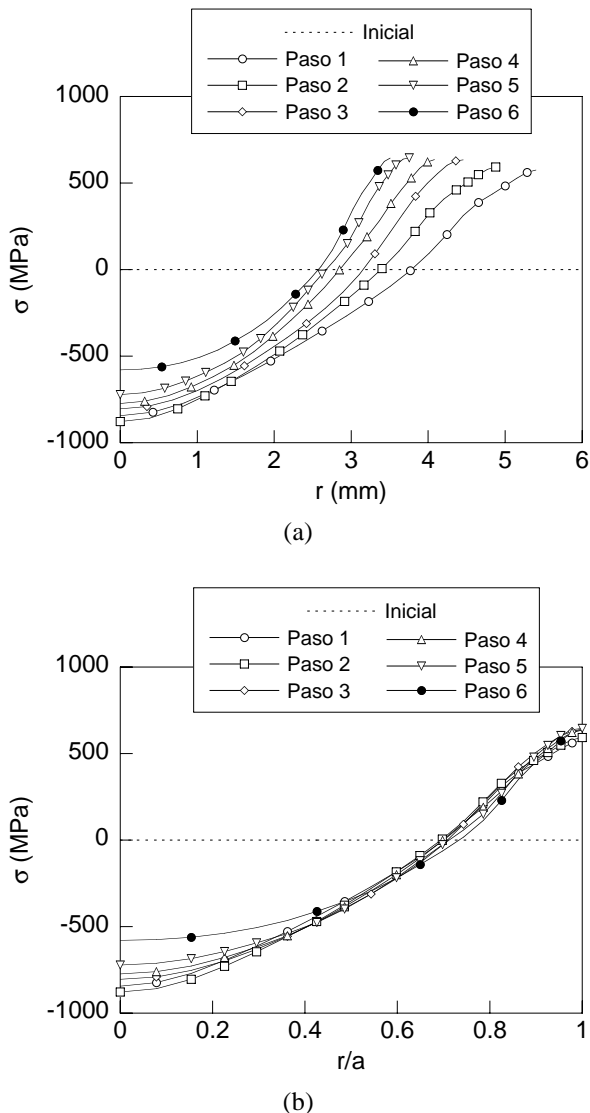 Inicial
Paso 1 Paso 4
Paso 2 Paso 5
Paso 3 Paso 6
1000
500
0
-500
-1000
σ (MPa)
0 1 2 3 4 5 6
r (mm)
(a)
Inicial
Paso 1 Paso 4
Paso 2 Paso 5
Paso 3 Paso 6
1000
500
0
-500
-1000
σ (MPa)
0 0.2 0.4 0.6 0.8 1
r/a
(b)